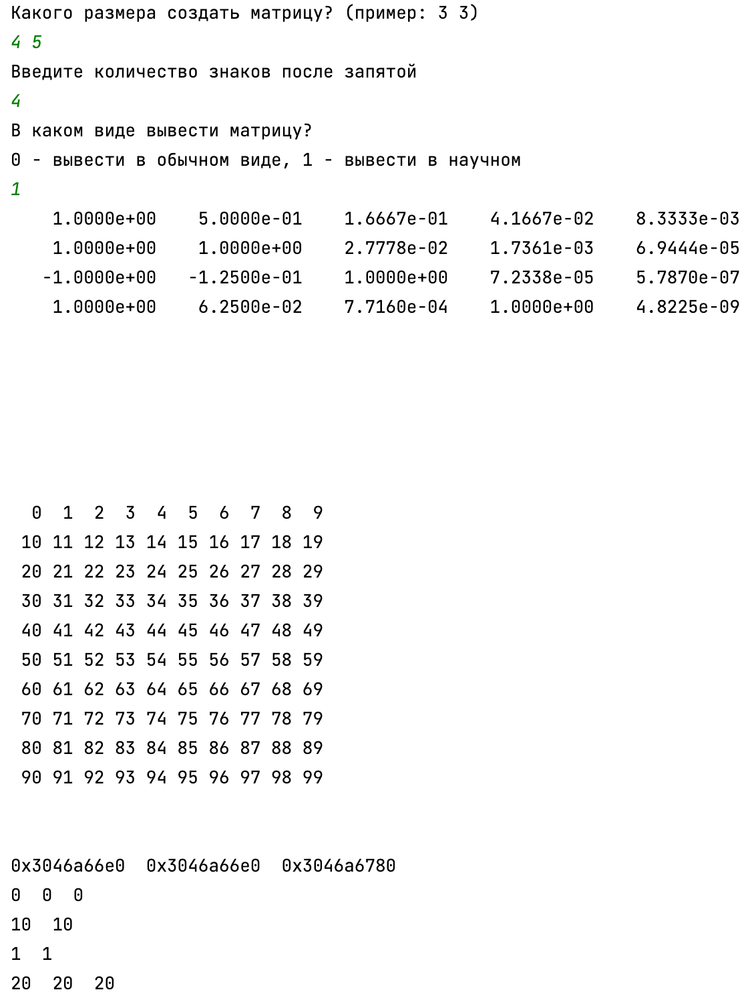 Какого размера создать матрицу? (пример: 3 3)
4 5
Введите количество знаков после запятой
4
В каком виде вывести матрицу?
0 - вывести в обычном виде, 1 - вывести в научном
1
1.0000e+00 5.0000e-01 1.6667e-01 4.1667e-02 8.3333e-03
1.0000e+00 1.0000e+00 2.7778e-02 1.7361e-03 6.9444e-05
-1.0000e+00 -1.2500e-01 1.0000e+00 7.2338e-05 5.7870e-07
1.0000e+00 6.2500e-02 7.7160e-04 1.0000e+00 4.8225e-09
0 1 2 3 4 5 6 7 8 9
10 11 12 13 14 15 16 17 18 19
20 21 22 23 24 25 26 27 28 29
30 31 32 33 34 35 36 37 38 39
40 41 42 43 44 45 46 47 48 49
50 51 52 53 54 55 56 57 58 59
60 61 62 63 64 65 66 67 68 69
70 71 72 73 74 75 76 77 78 79
80 81 82 83 84 85 86 87 88 89
90 91 92 93 94 95 96 97 98 99
0x3046a66e0 0x3046a66e0 0x3046a6780
0 0 0
10 10
1 1
20 20 20